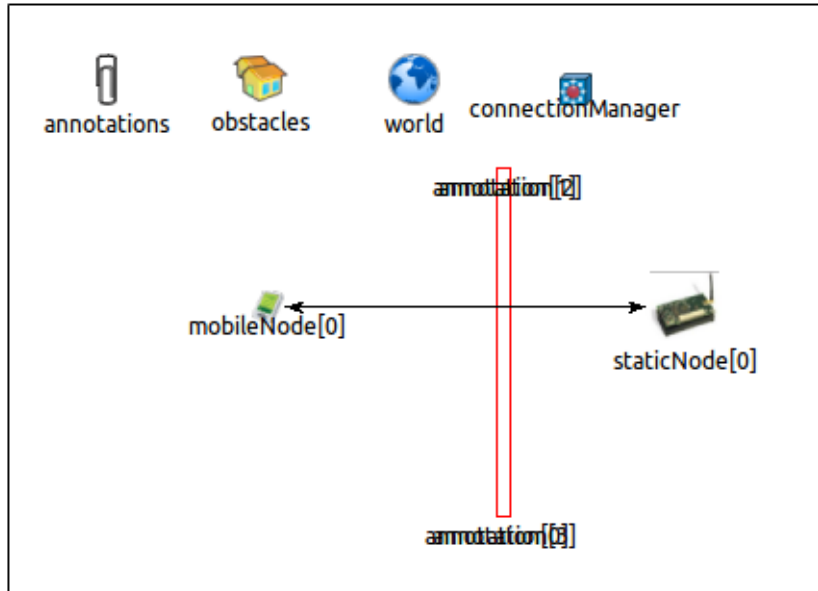 annotations
obstacles
world
connectionManager
mobileNode[0]
staticNode[0]